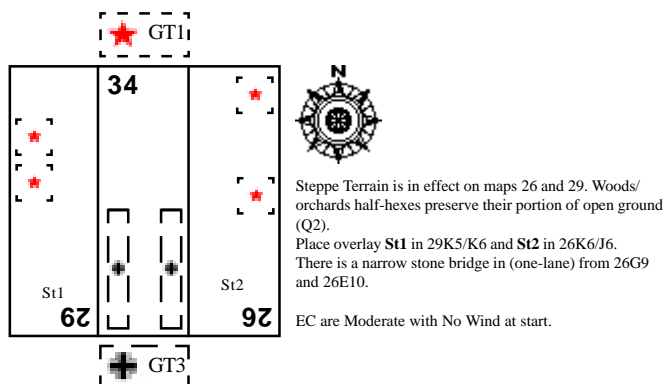 GT1
34
N
Steppe Terrain is in effect on maps 26 and 29. Woods/
orchards half-hexes preserve their portion of open ground
(Q2).
Place overlay St1 in 29K5/K6 and St2 in 26K6/J6.
There is a narrow stone bridge in (one-lane) from 26G9
and 26E10.
EC are Moderate with No Wind at start.
St1
St2
29
26
GT3